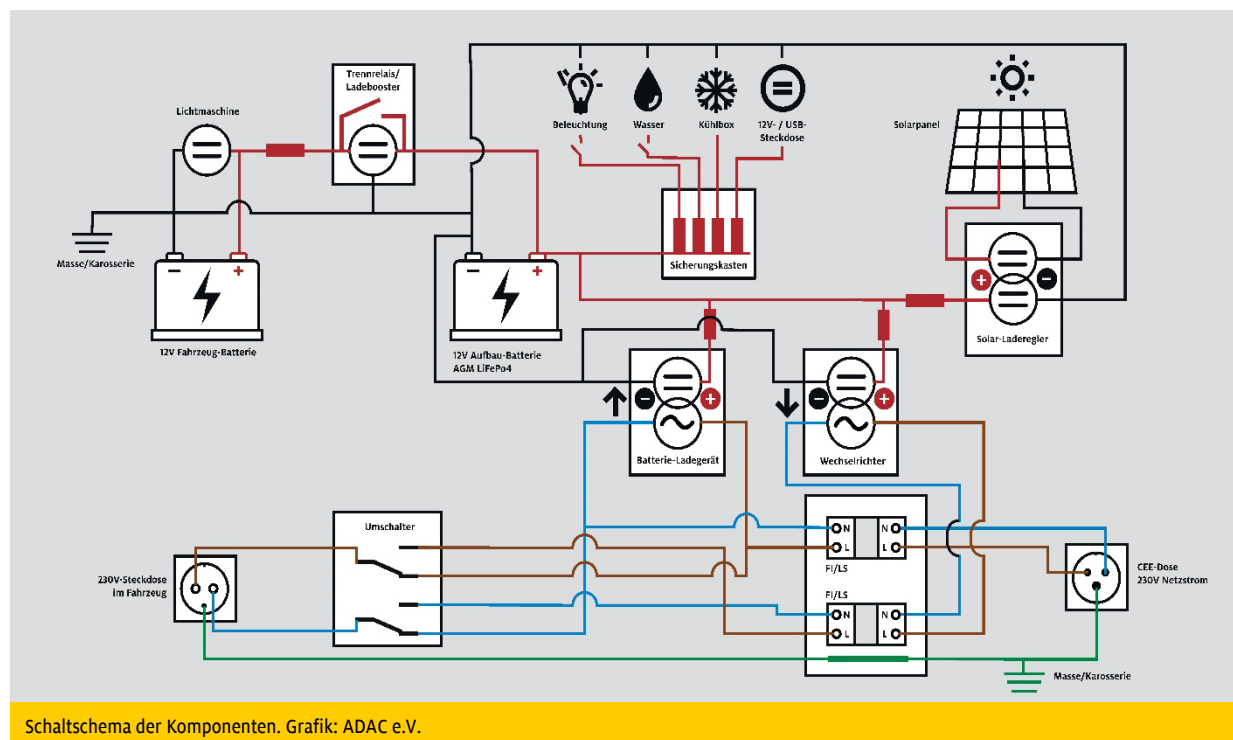 Trennrelais/
Ladebooster
Lichtmaschine
Beleuchtung
Wasser
Kühlbox
12V- / USB-
Steckdose
Solarpanel
Masse/Karosserie
Sicherungskasten
- +
- +
+ -
Solar-Laderegler
12V Fahrzeug-Batterie
12V Aufbau-Batterie
AGM LiFePo4
- +
- +
Batterie-Ladegerät
Wechselrichter
Umschalter
N N
L L
FI/LS
230V-Steckdose
im Fahrzeug
CEE-Dose
230V Netzstrom
FI/LS
N N
L L
Masse/Karosserie
Schaltschema der Komponenten. Grafik: ADAC e.V.